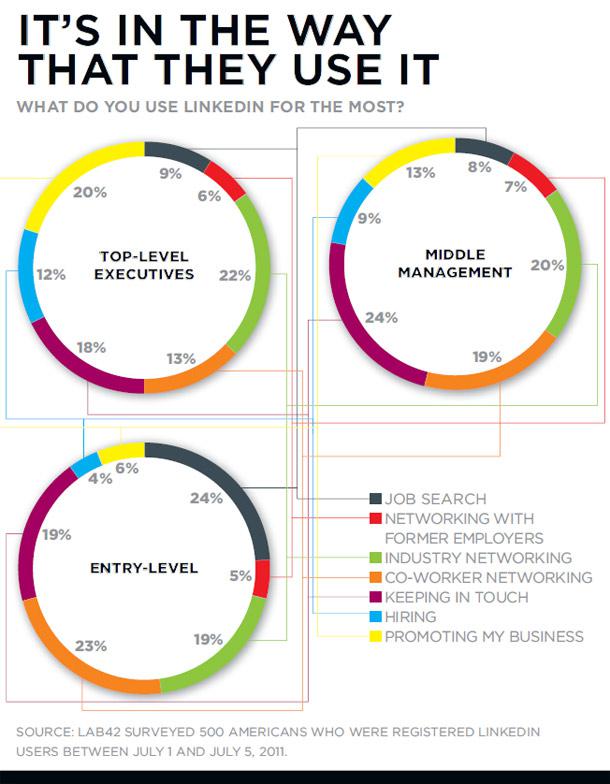 IT'S IN THE WAY
THAT THEY USE IT
WHAT DO YOU USE LINKEDIN FOR THE MOST?
9%
6%
20%
12%
TOP-LEVEL
EXECUTIVES
22%
18%
13%
8%
7%
13%
9%
MIDDLE
MANAGEMENT
20%
24%
19%
6%
4%
24%
19%
ENTRY-LEVEL
5%
23%
19%
JOB SEARCH
NETWORKING WITH
FORMER EMPLOYERS
INDUSTRY NETWORKING
CO-WORKER NETWORKING
KEEPING IN TOUCH
HIRING
PROMOTING MY BUSINESS
SOURCE: LAB42 SURVEYED 500 AMERICANS WHO WERE REGISTERED LINKEDIN
USERS BETWEEN JULY 1 AND JULY 5, 2011.